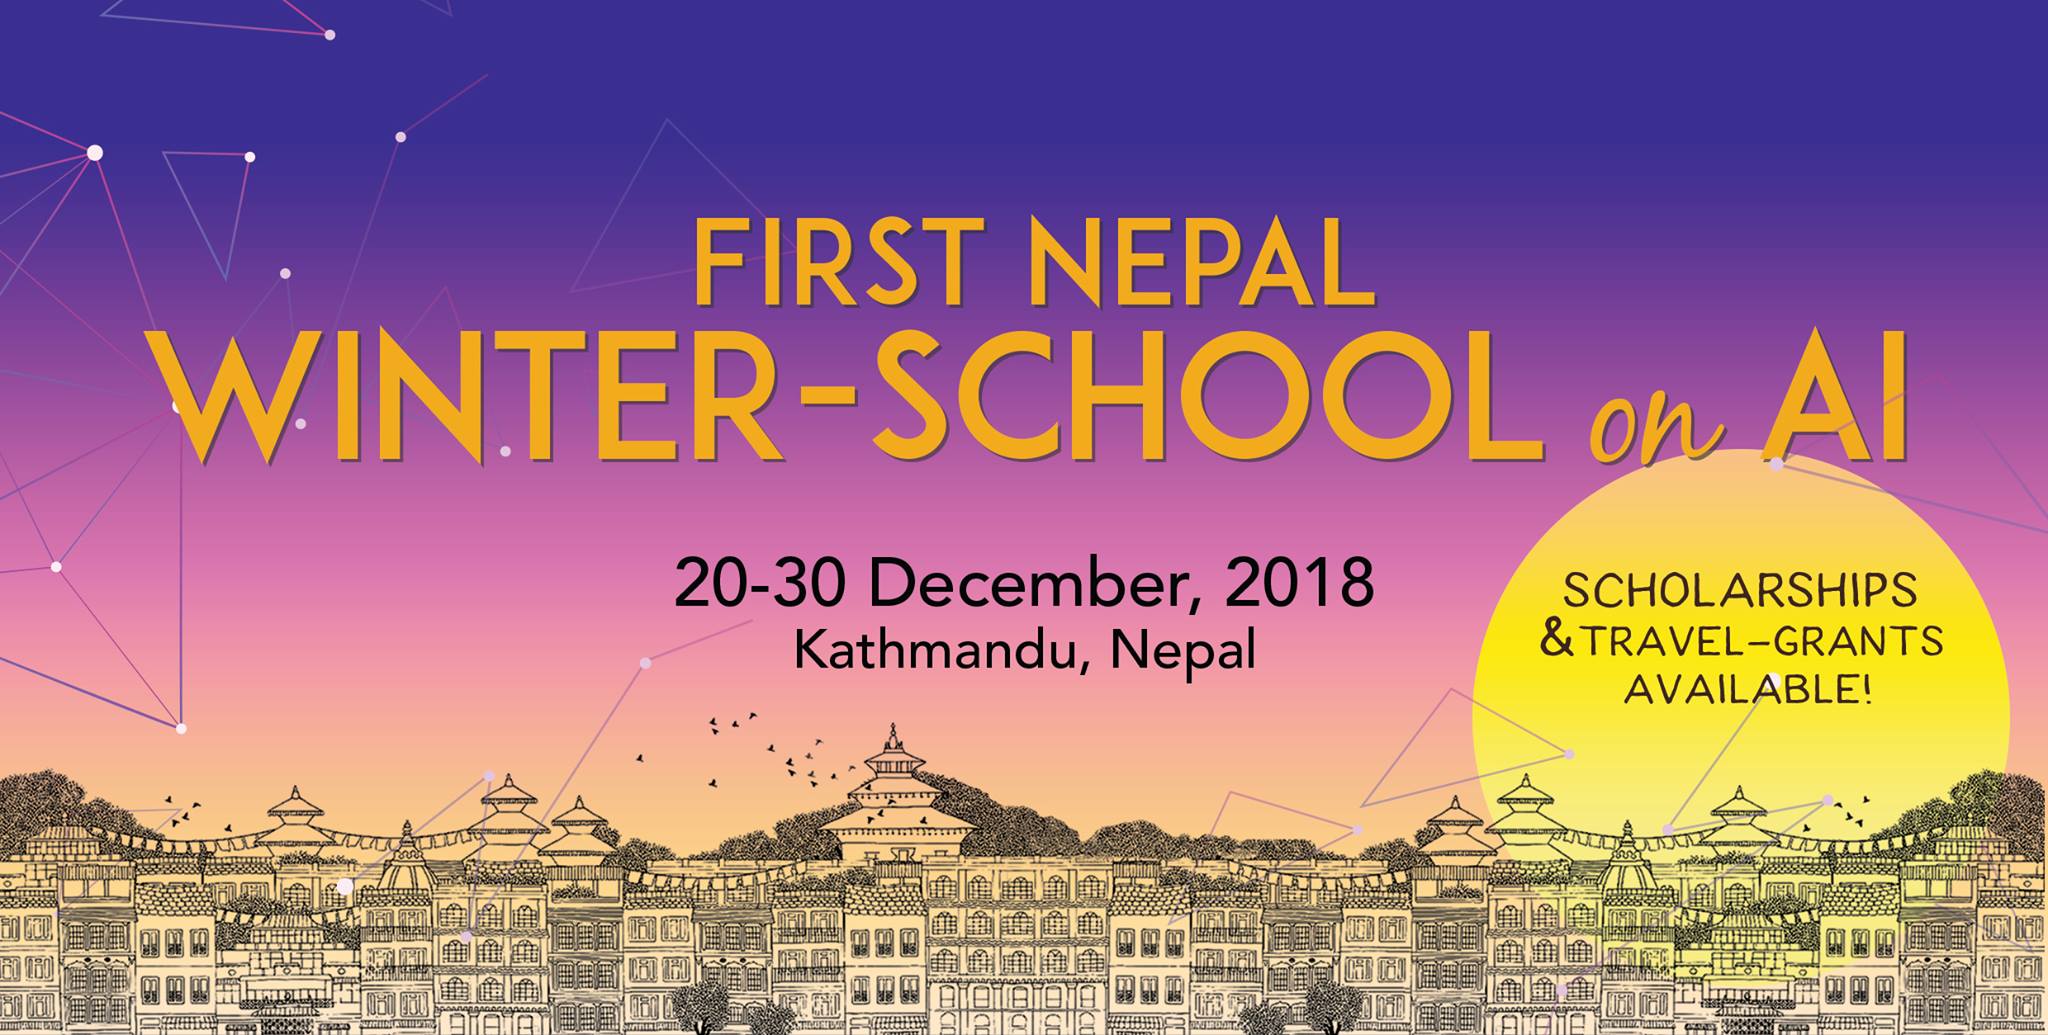 FIRST NEPAL
WINTER-SCHOOL on AI
20-30 December, 2018
Kathmandu, Nepal
SCHOLARSHIPS
& TRAVEL-GRANTS
AVAILABLE!